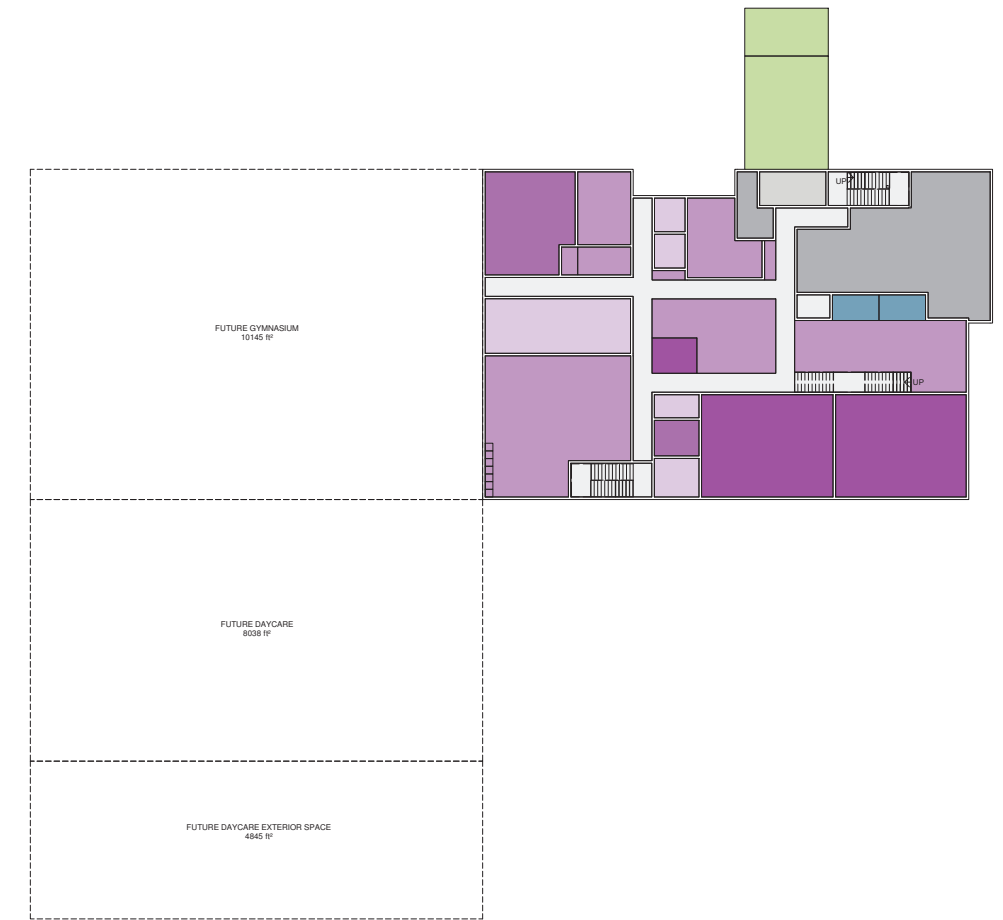 UP
FUTURE GYMNASIUM
10145 ft²
UP
FUTURE DAYCARE
8038 ft²
FUTURE DAYCARE EXTERIOR SPACE
4845 ft²